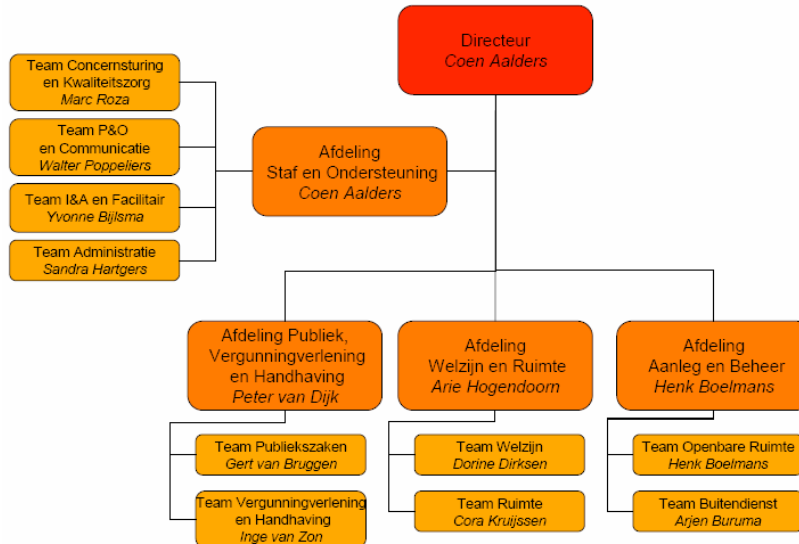 Directeur
Coen Aalders
Team Concernsturing
en Kwaliteitszorg
Marc Roza
Team P&O
en Communicatie
Walter Poppeliers
Team I&A en Facilitair
Yvonne Bijlsma
Team Administratie
Sandra Hartgers
Afdeling
Staf en Ondersteuning
Coen Aalders
Afdeling Publiek,
Vergunningverlening
en Handhaving
Peter van Dijk
Afdeling
Welzijn en Ruimte
Arie Hogendoorn
Afdeling
Aanleg en Beheer
Henk Boelmans
Team Publiekszaken
Gert van Bruggen
Team Vergunningverlening
en Handhaving
Inge van Zon
Team Welzijn
Dorine Dirksen
Team Ruimte
Cora Kruijssen
Team Openbare Ruimte
Henk Boelmans
Team Buitendienst
Arjen Buruma